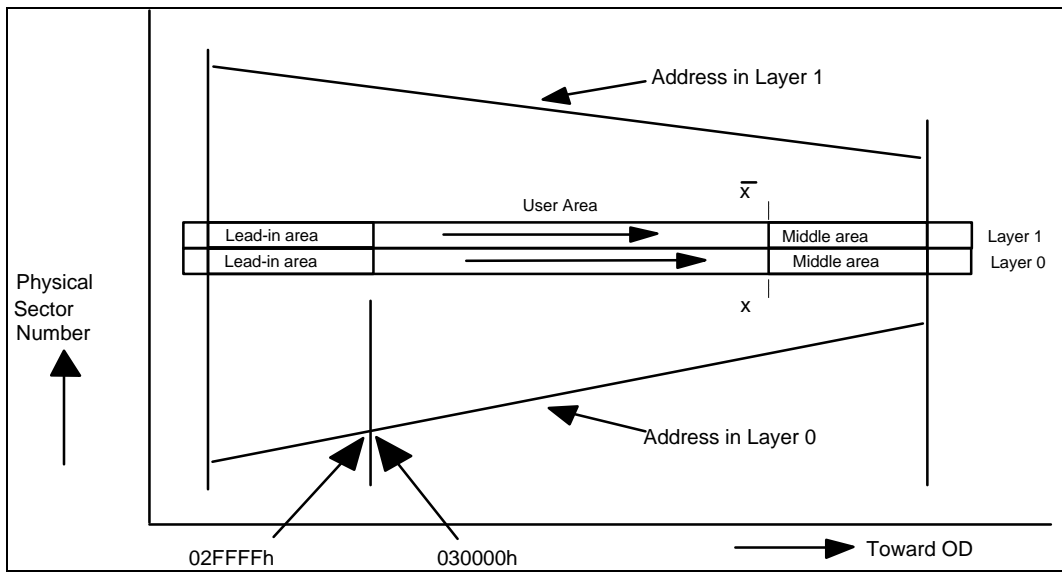 Address in Layer 1
x̅
User Area
Lead-in area
Middle area
Layer 1
Lead-in area
Middle area
Layer 0
x
Physical
Sector
Number
Address in Layer 0
02FFFFh
030000h
Toward OD